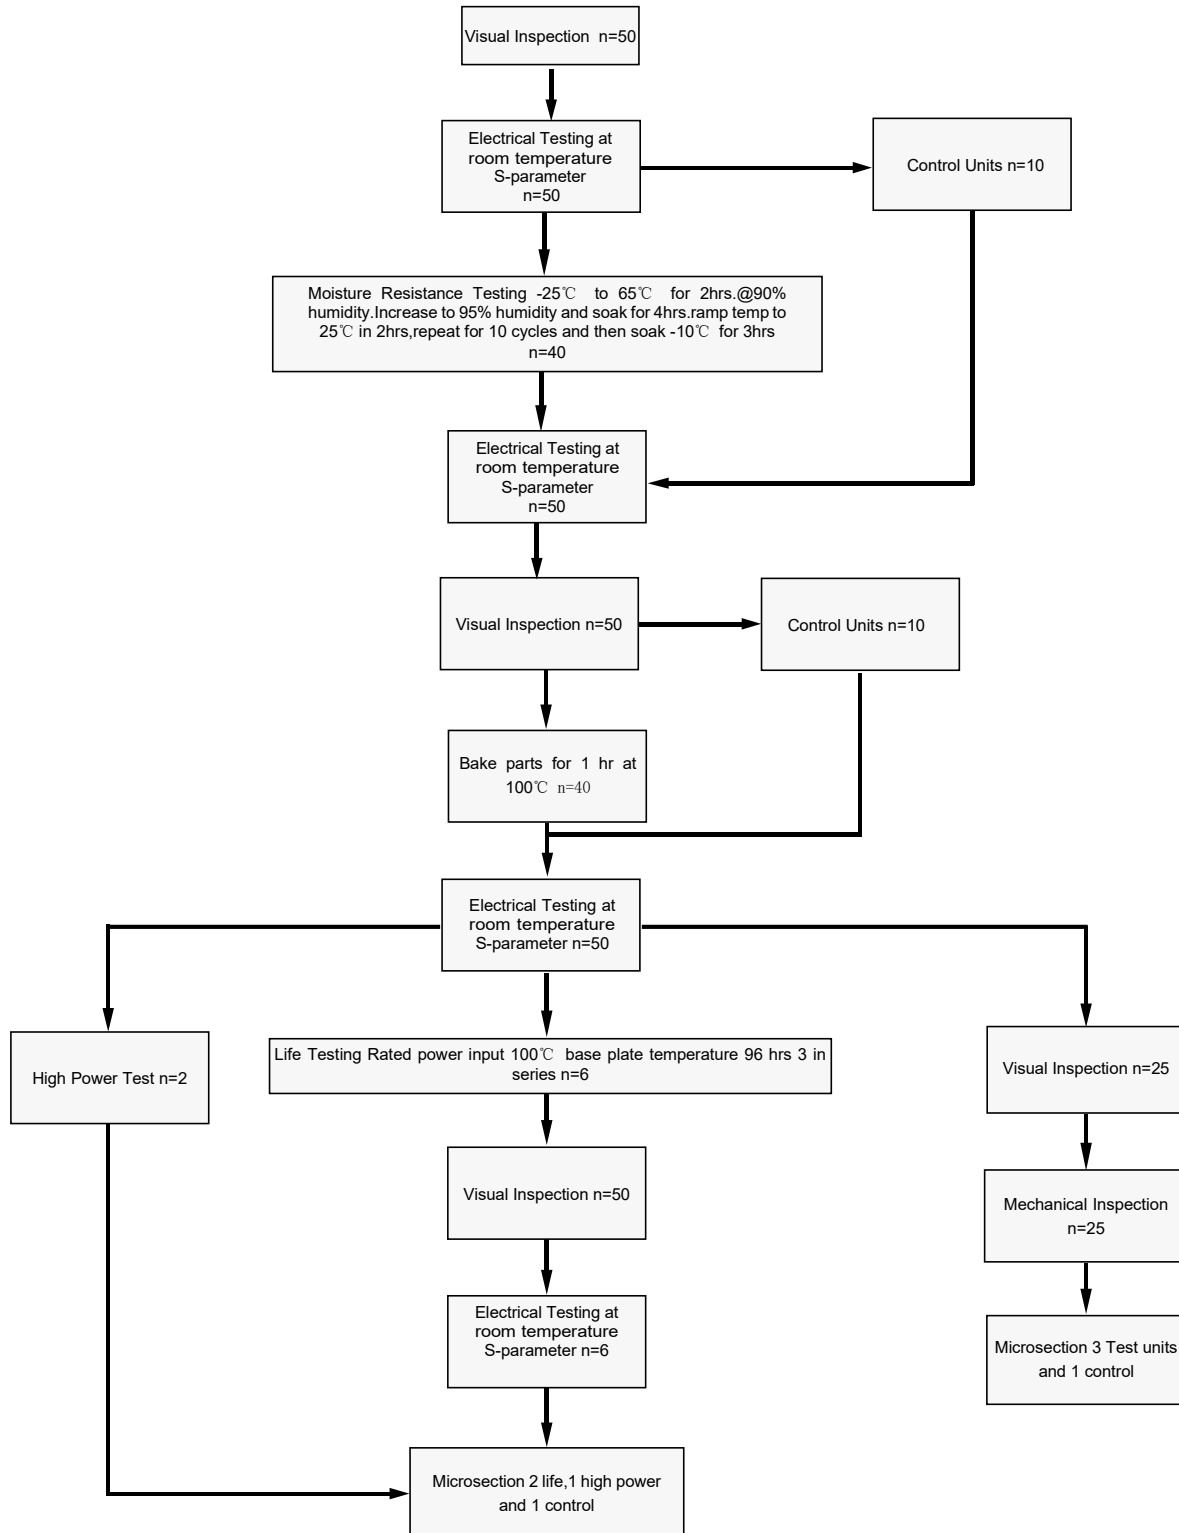 Visual Inspection n=50
Electrical Testing at
room temperature
S-parameter
n=50
Control Units n=10
Moisture Resistance Testing -25℃ to 65℃ for 2hrs.@90%
humidity.Increase to 95% humidity and soak for 4hrs.ramp temp to
25℃ in 2hrs,repeat for 10 cycles and then soak -10℃ for 3hrs
n=40
Electrical Testing at
room temperature
S-parameter
n=50
Visual Inspection n=50
Control Units n=10
Bake parts for 1 hr at
100℃ n=40
Electrical Testing at
room temperature
S-parameter n=50
High Power Test n=2
Life Testing Rated power input 100℃ base plate temperature 96 hrs 3 in
series n=6
Visual Inspection n=25
Visual Inspection n=50
Mechanical Inspection
n=25
Electrical Testing at
room temperature
S-parameter n=6
Microsection 3 Test units
and 1 control
Microsection 2 life,1 high power
and 1 control